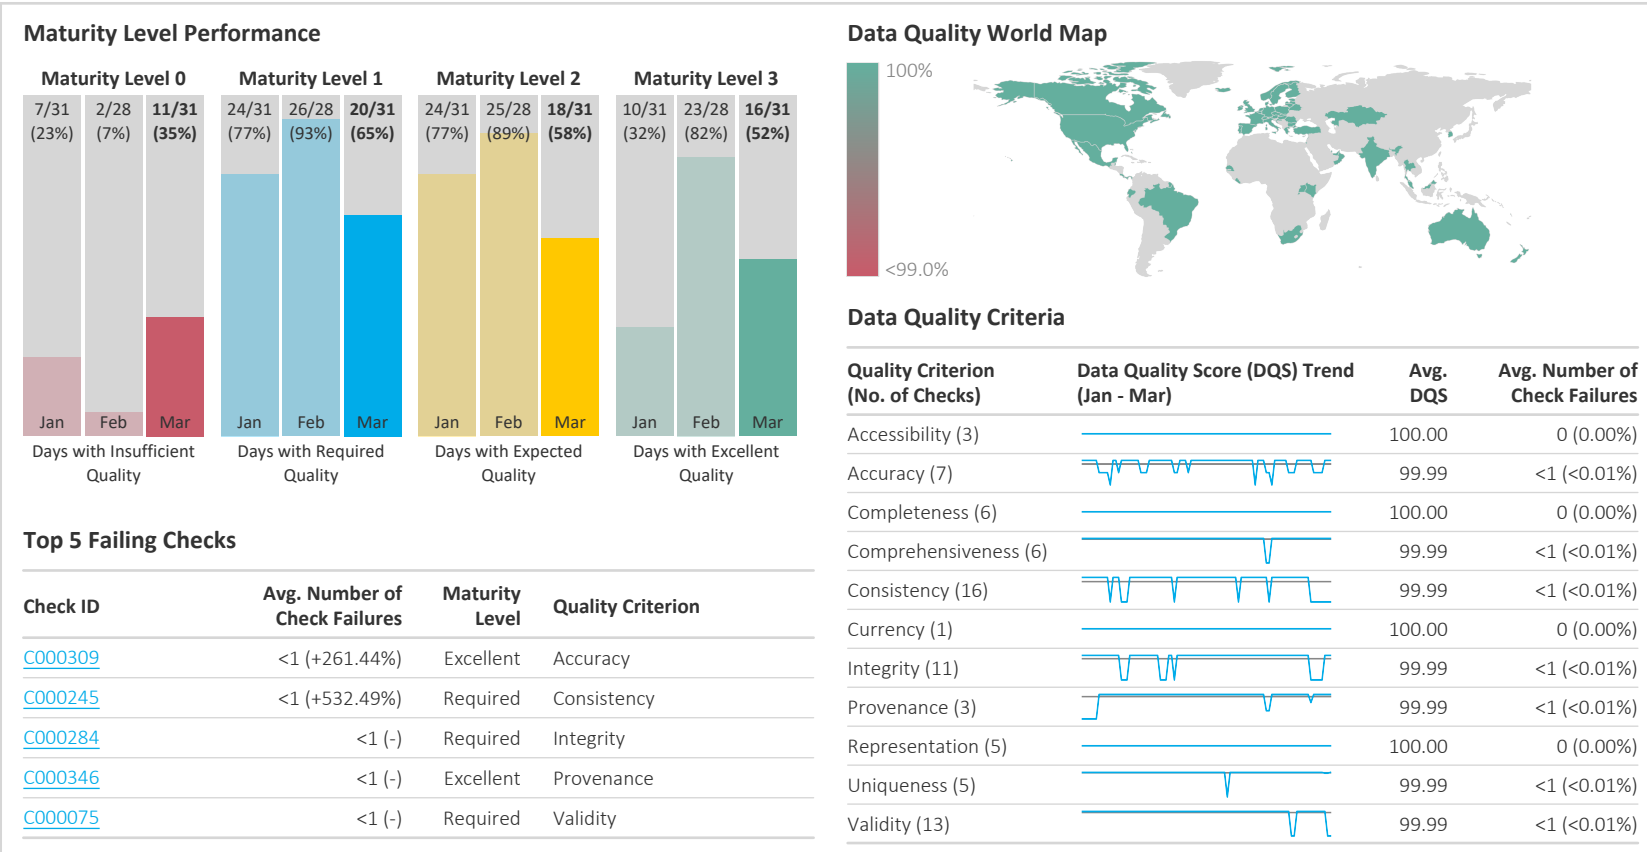 Maturity Level Performance
Maturity Level 0
Maturity Level 1
Maturity Level 2
Maturity Level 3
7/31 2/28 11/31
(23%) (7%) (35%)
24/31 26/28 20/31
(77%) (93%) (65%)
24/31 25/28 18/31
(77%) (89%) (58%)
10/31 23/28 16/31
(32%) (82%) (52%)
Jan Feb Mar
Jan Feb Mar
Jan Feb Mar
Jan Feb Mar
Days with Insufficient
Quality
Days with Required
Quality
Days with Expected
Quality
Days with Excellent
Quality
Top 5 Failing Checks
Check ID
Avg. Number of
Check Failures
Maturity
Level
Quality Criterion
C000309 <1 (+261.44%) Excellent Accuracy
C000245 <1 (+532.49%) Required Consistency
C000284 <1 (-) Required Integrity
C000346 <1 (-) Excellent Provenance
C000075 <1 (-) Required Validity
Data Quality World Map
100%
<99.0%
Data Quality Criteria
Quality Criterion
(No. of Checks)
Data Quality Score (DQS) Trend
(Jan - Mar)
Avg.
DQS
Avg. Number of
Check Failures
Accessibility (3) 100.00 0 (0.00%)
Accuracy (7) 99.99 <1 (<0.01%)
Completeness (6) 100.00 0 (0.00%)
Comprehensiveness (6) 99.99 <1 (<0.01%)
Consistency (16) 99.99 <1 (<0.01%)
Currency (1) 100.00 0 (0.00%)
Integrity (11) 99.99 <1 (<0.01%)
Provenance (3) 99.99 <1 (<0.01%)
Representation (5) 100.00 0 (0.00%)
Uniqueness (5) 99.99 <1 (<0.01%)
Validity (13) 99.99 <1 (<0.01%)